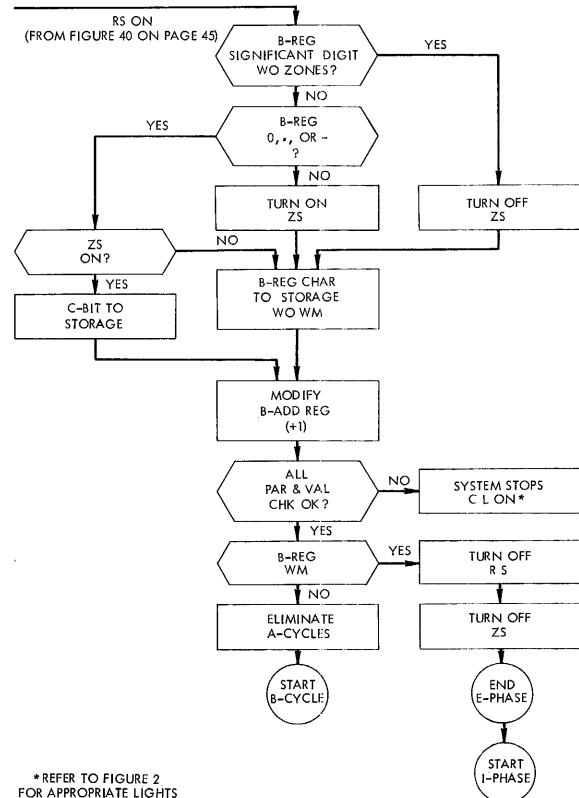 RS ON
(FROM FIGURE 40 ON PAGE 45)
B-REG
SIGNIFICANT DIGIT
WO ZONES?
YES
NO
B-REG
0,,, OR -
?
YES
NO
TURN ON
ZS
TURN OFF
ZS
ZS
ON?
NO
YES
B-REG CHAR
TO STORAGE
WO WM
C-BIT TO
STORAGE
MODIFY
B-ADD REG
(+1)
ALL
PAR & VAL
CHK OK?
NO
SYSTEM STOPS
C L ON*
YES
B-REG
WM
YES
TURN OFF
R S
NO
ELIMINATE
A-CYCLES
TURN OFF
ZS
START
B-CYCLE
END
E-PHASE
START
I-PHASE
*REFER TO FIGURE 2
FOR APPROPRIATE LIGHTS